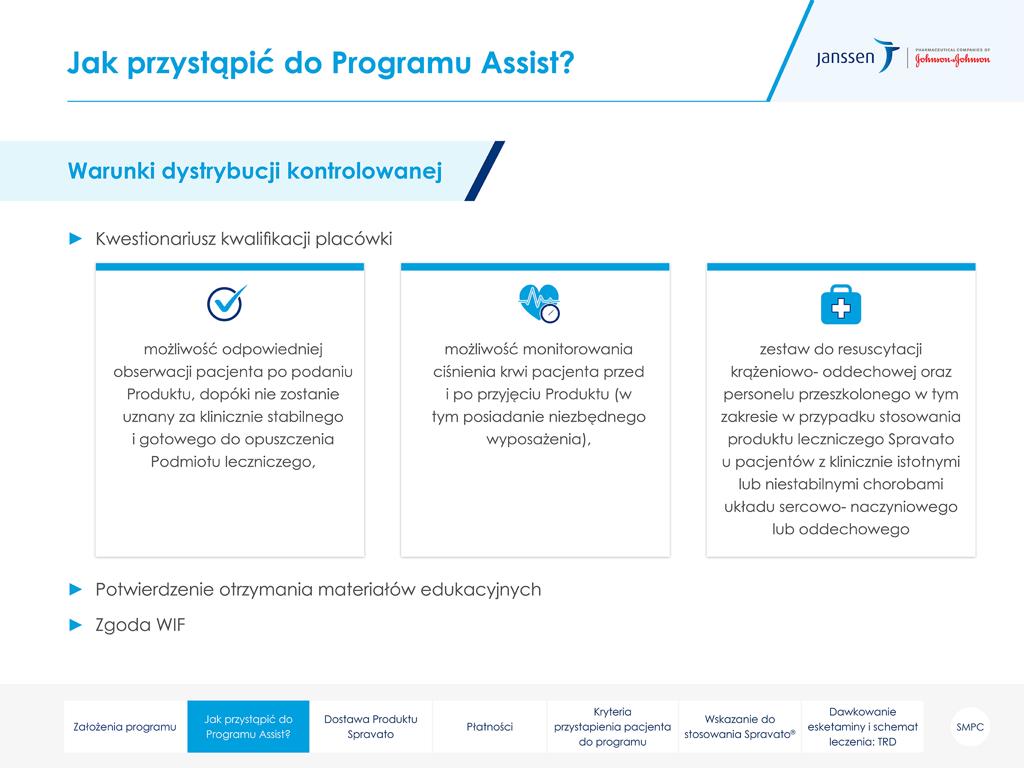 Jak przystąpić do Programu Assist?
janssen
PHARMACEUTICAL COMPANIES OF
Johnson & Johnson
Warunki dystrybucji kontrolowanej
► Kwestionariusz kwalifikacji placówki
możliwość odpowiedniej
obserwacji pacjenta po podaniu
Produktu, dopóki nie zostanie
uznany za klinicznie stabilnego
i gotowego do opuszczenia
Podmiotu leczniczego,
możliwość monitorowania
ciśnienia krwi pacjenta przed
i po przyjęciu Produktu (w
tym posiadanie niezbędnego
wyposażenia),
zestaw do resuscytacji
krążeniowo- oddechowej oraz
personelu przeszkolonego w tym
zakresie w przypadku stosowania
produktu leczniczego Spravato
u pacjentów z klinicznie istotnymi
lub niestabilnymi chorobami
układu sercowo- naczyniowego
lub oddechowego
► Potwierdzenie otrzymania materiałów edukacyjnych
► Zgoda WIF
Założenia programu
Jak przystąpić do
Programu Assist?
Dostawa Produktu
Spravato
Płatności
Kryteria
przystąpienia pacjenta
do programu
Wskazanie do
stosowania Spravato®
Dawkowanie
esketaminy i schemat
leczenia: TRD
SMPC